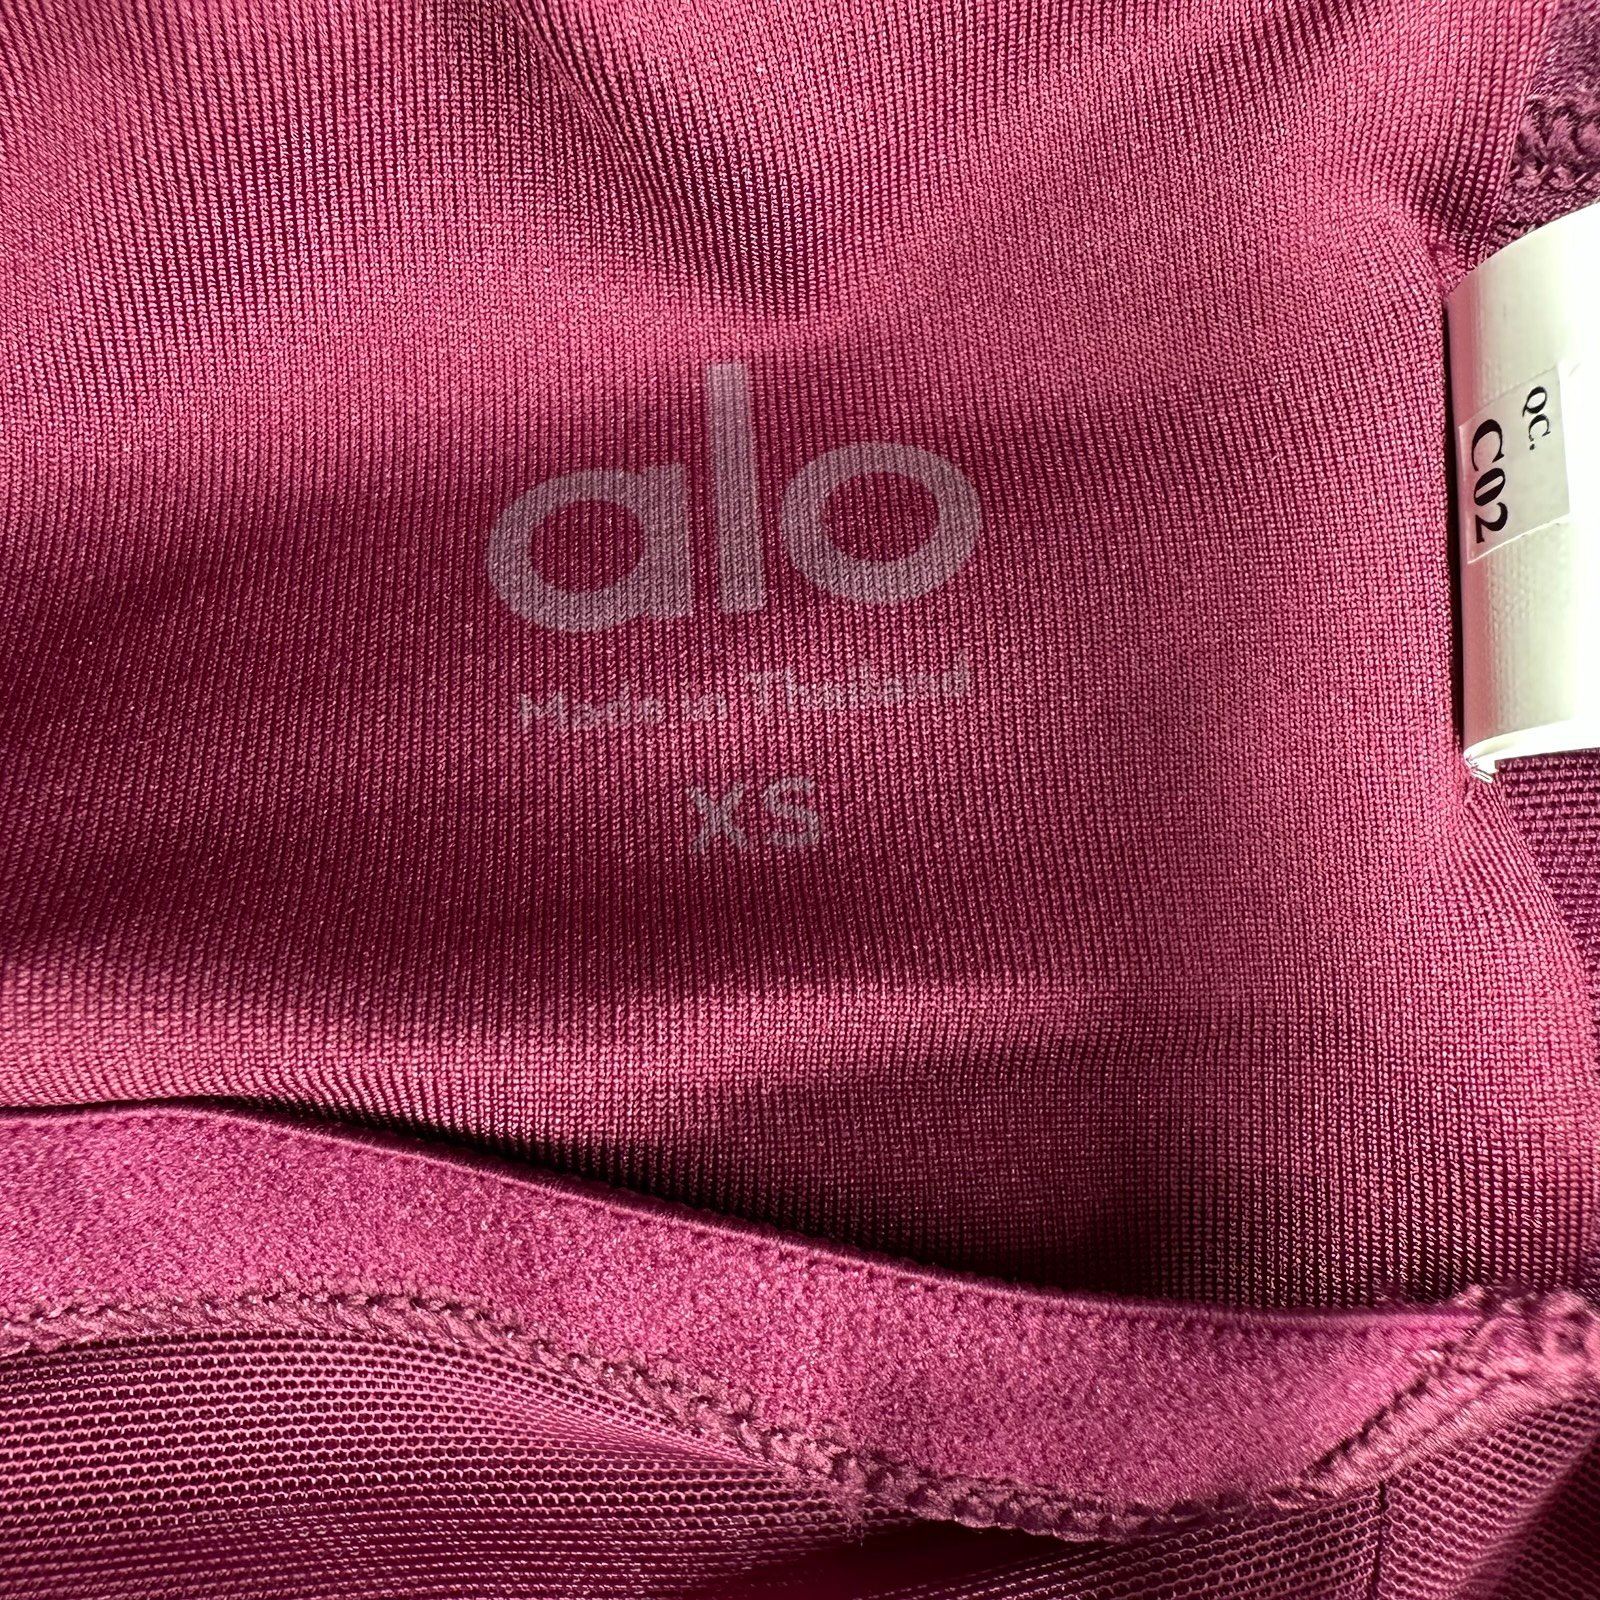 alo
Made in Thailand
XS
QC.
C02